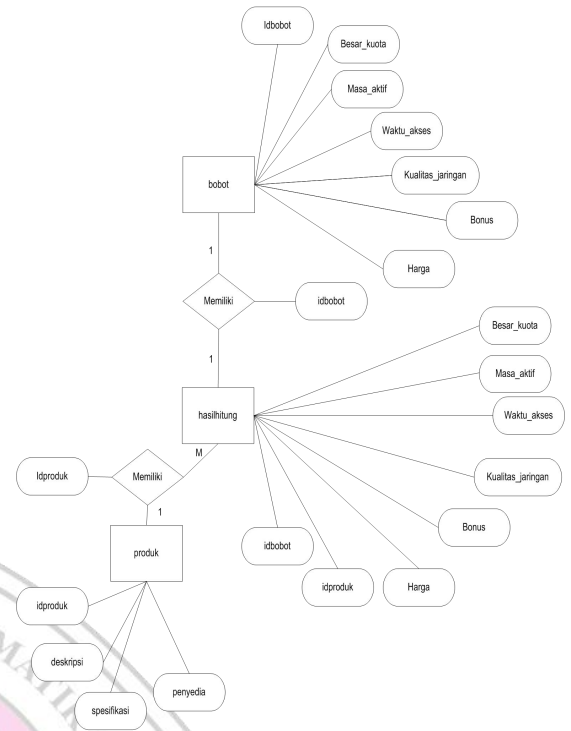 Idbobot
Besar_kuota
Masa_aktif
Waktu_akses
Kualitas_jaringan
Bonus
Harga
bobot
1
Memiliki
idbobot
1
hasilhitung
Besar_kuota
Masa_aktif
Waktu_akses
Kualitas_jaringan
Bonus
Harga
idproduk
idbobot
M
Memiliki
Idproduk
1
produk
idproduk
deskripsi
spesifikasi
penyedia